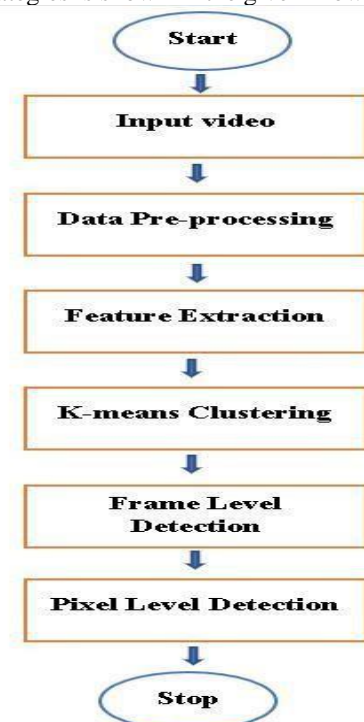 Start
Input video
Data Pre-processing
Feature Extraction
K-means Clustering
Frame Level
Detection
Pixel Level Detection
Stop